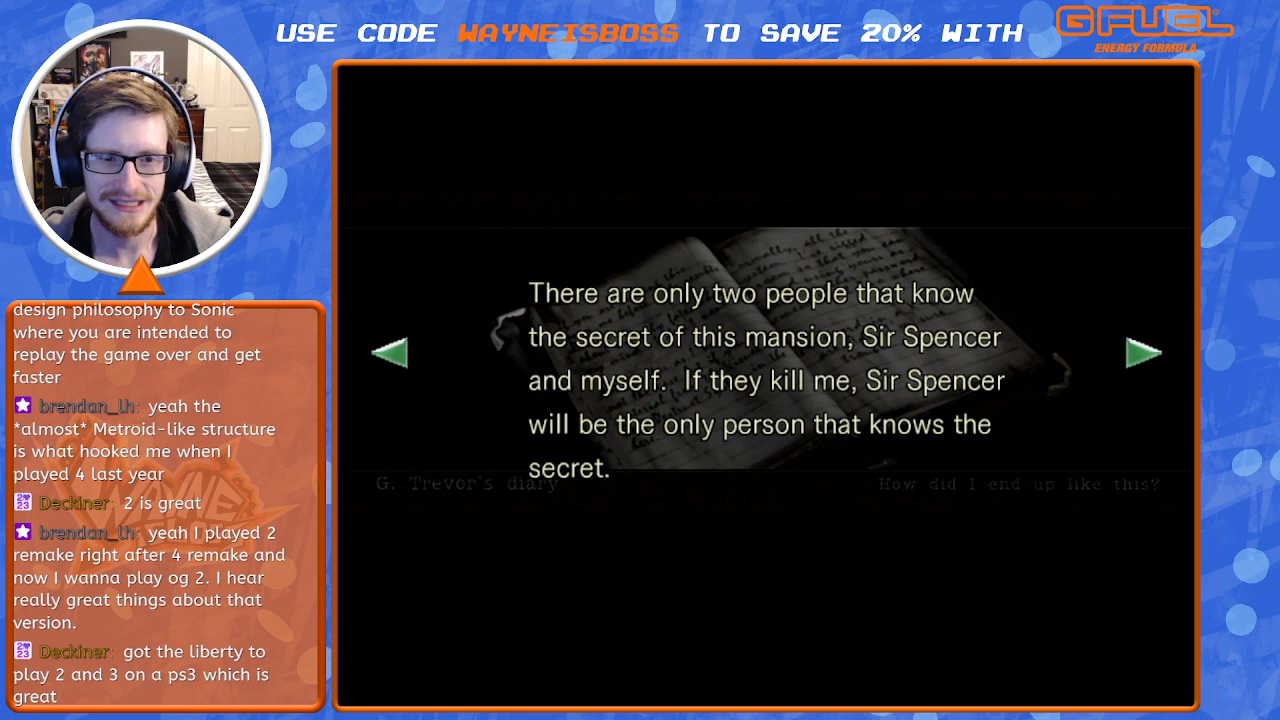 USE CODE WAYNEISBOSS TO SAVE 20% WITH
G FUEL®
ENERGY FORMULA
design philosophy to Sonic
where you are intended to
replay the game over and get
faster
brendan_lh: yeah the
*almost* Metroid-like structure
is what hooked me when I
played 4 last year
Deckiner: 2 is great
brendan_lh: yeah I played 2
remake right after 4 remake and
now I wanna play og 2. I hear
really great things about that
version.
Deckiner: got the liberty to
play 2 and 3 on a ps3 which is
great
There are only two people that know
the secret of this mansion, Sir Spencer
and myself. If they kill me, Sir Spencer
will be the only person that knows the
secret.
G. Trevor's diary
How did I end up like this?